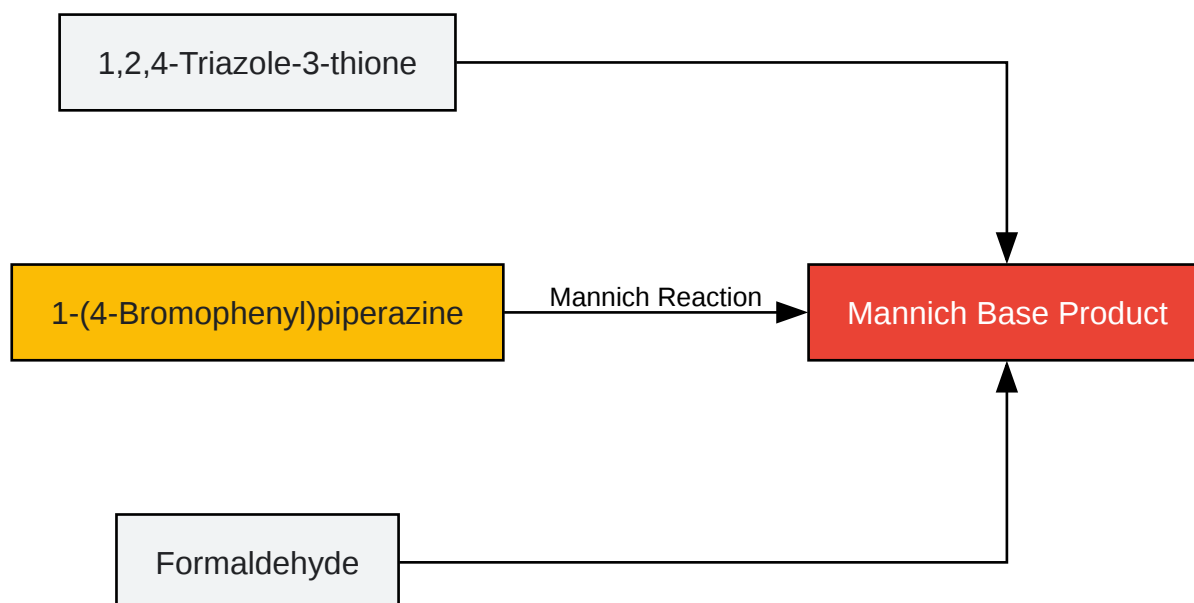 1,2,4-Triazole-3-thione
1-(4-Bromophenyl)piperazine
Mannich Reaction
Mannich Base Product
Formaldehyde